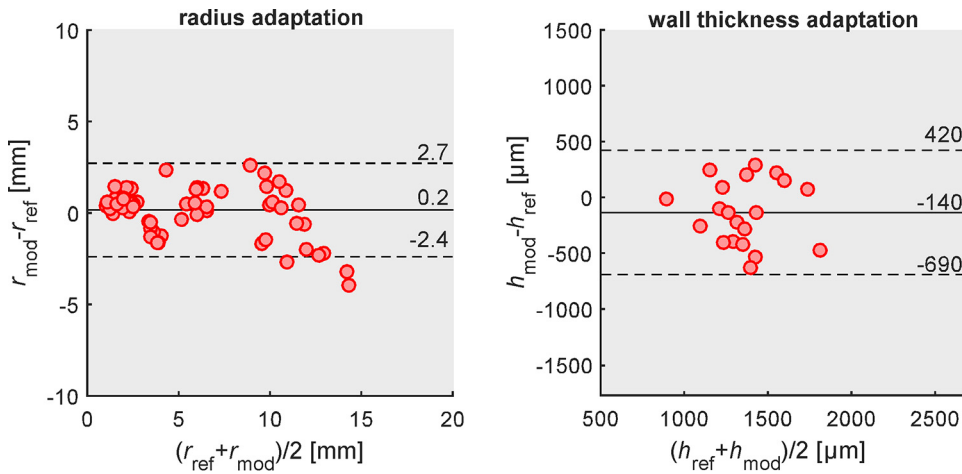 radius adaptation
10
5
0
-5
-10
r_mod-r_ref [mm]
2.7
0.2
-2.4
0 5 10 15 20
(r_ref+r_mod)/2 [mm]
wall thickness adaptation
1500
1000
500
0
-500
-1000
-1500
h_mod-h_ref [µm]
420
-140
-690
500 1000 1500 2000 2500
(h_ref+h_mod)/2 [µm]